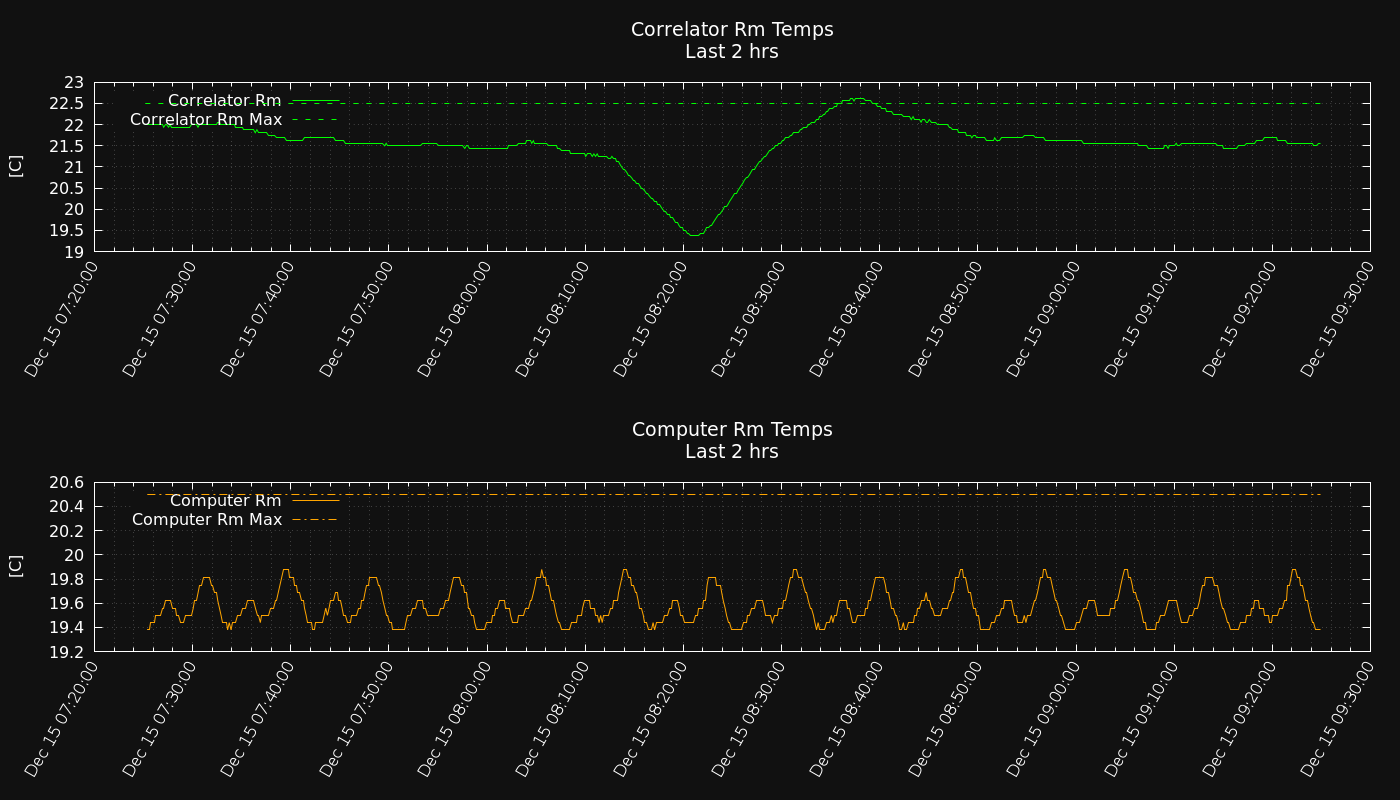 Correlator Rm Temps
Last 2 hrs
23
22.5
22
21.5
21
20.5
20
19.5
19
[C]
Correlator Rm
Correlator Rm Max
Dec 15 07:20:00
Dec 15 07:30:00
Dec 15 07:40:00
Dec 15 07:50:00
Dec 15 08:00:00
Dec 15 08:10:00
Dec 15 08:20:00
Dec 15 08:30:00
Dec 15 08:40:00
Dec 15 08:50:00
Dec 15 09:00:00
Dec 15 09:10:00
Dec 15 09:20:00
Dec 15 09:30:00
Computer Rm Temps
Last 2 hrs
20.6
20.4
20.2
20
19.8
19.6
19.4
19.2
[C]
Computer Rm
Computer Rm Max
Dec 15 07:20:00
Dec 15 07:30:00
Dec 15 07:40:00
Dec 15 07:50:00
Dec 15 08:00:00
Dec 15 08:10:00
Dec 15 08:20:00
Dec 15 08:30:00
Dec 15 08:40:00
Dec 15 08:50:00
Dec 15 09:00:00
Dec 15 09:10:00
Dec 15 09:20:00
Dec 15 09:30:00